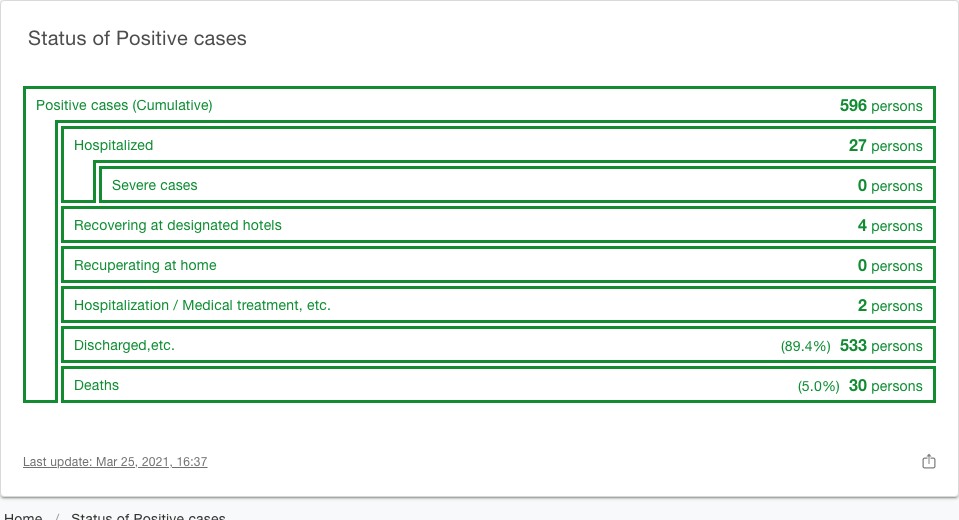 Status of Positive cases
Positive cases (Cumulative) 596 persons
Hospitalized 27 persons
Severe cases 0 persons
Recovering at designated hotels 4 persons
Recuperating at home 0 persons
Hospitalization / Medical treatment, etc. 2 persons
Discharged,etc. (89.4%) 533 persons
Deaths (5.0%) 30 persons
Last update: Mar 25, 2021, 16:37
Home / Status of Positive cases